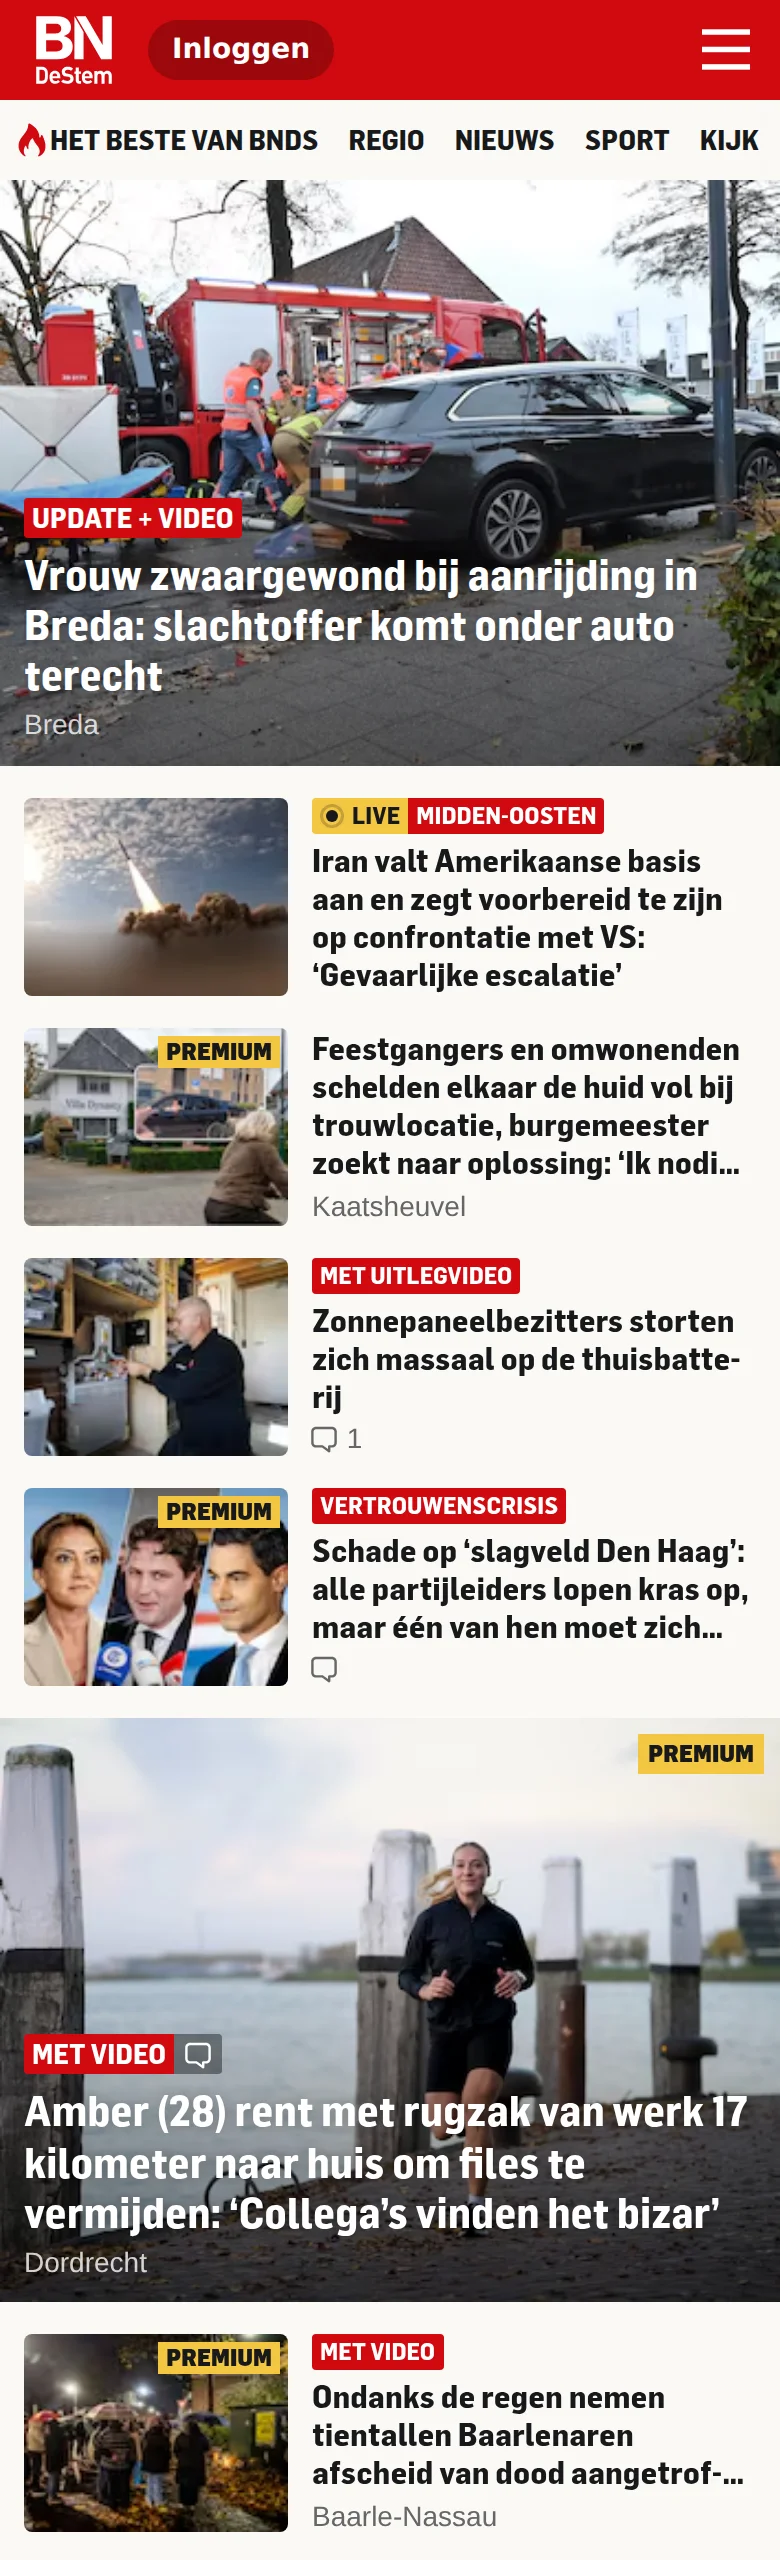 BN
DeStem
Inloggen
HET BESTE VAN BNDS REGIO NIEUWS SPORT KIJK
UPDATE + VIDEO
Vrouw zwaargewond bij aanrijding in
Breda: slachtoffer komt onder auto
terecht
Breda
LIVE MIDDEN-OOSTEN
Iran valt Amerikaanse basis
aan en zegt voorbereid te zijn
op confrontatie met VS:
‘Gevaarlijke escalatie’
PREMIUM
Feestgangers en omwonenden
schelden elkaar de huid vol bij
trouwlocatie, burgemeester
zoekt naar oplossing: ‘Ik nodi...
Kaatsheuvel
MET UITLEGVIDEO
Zonnepaneelbezitters storten
zich massaal op de thuisbatte-
rij
1
PREMIUM
VERTROUWENSCRISIS
Schade op ‘slagveld Den Haag’:
alle partijleiders lopen kras op,
maar één van hen moet zich...
PREMIUM
MET VIDEO
Amber (28) rent met rugzak van werk 17
kilometer naar huis om files te
vermijden: ‘Collega’s vinden het bizar’
Dordrecht
PREMIUM
MET VIDEO
Ondanks de regen nemen
tientallen Baarlenaren
afscheid van dood aangetrof-...
Baarle-Nassau